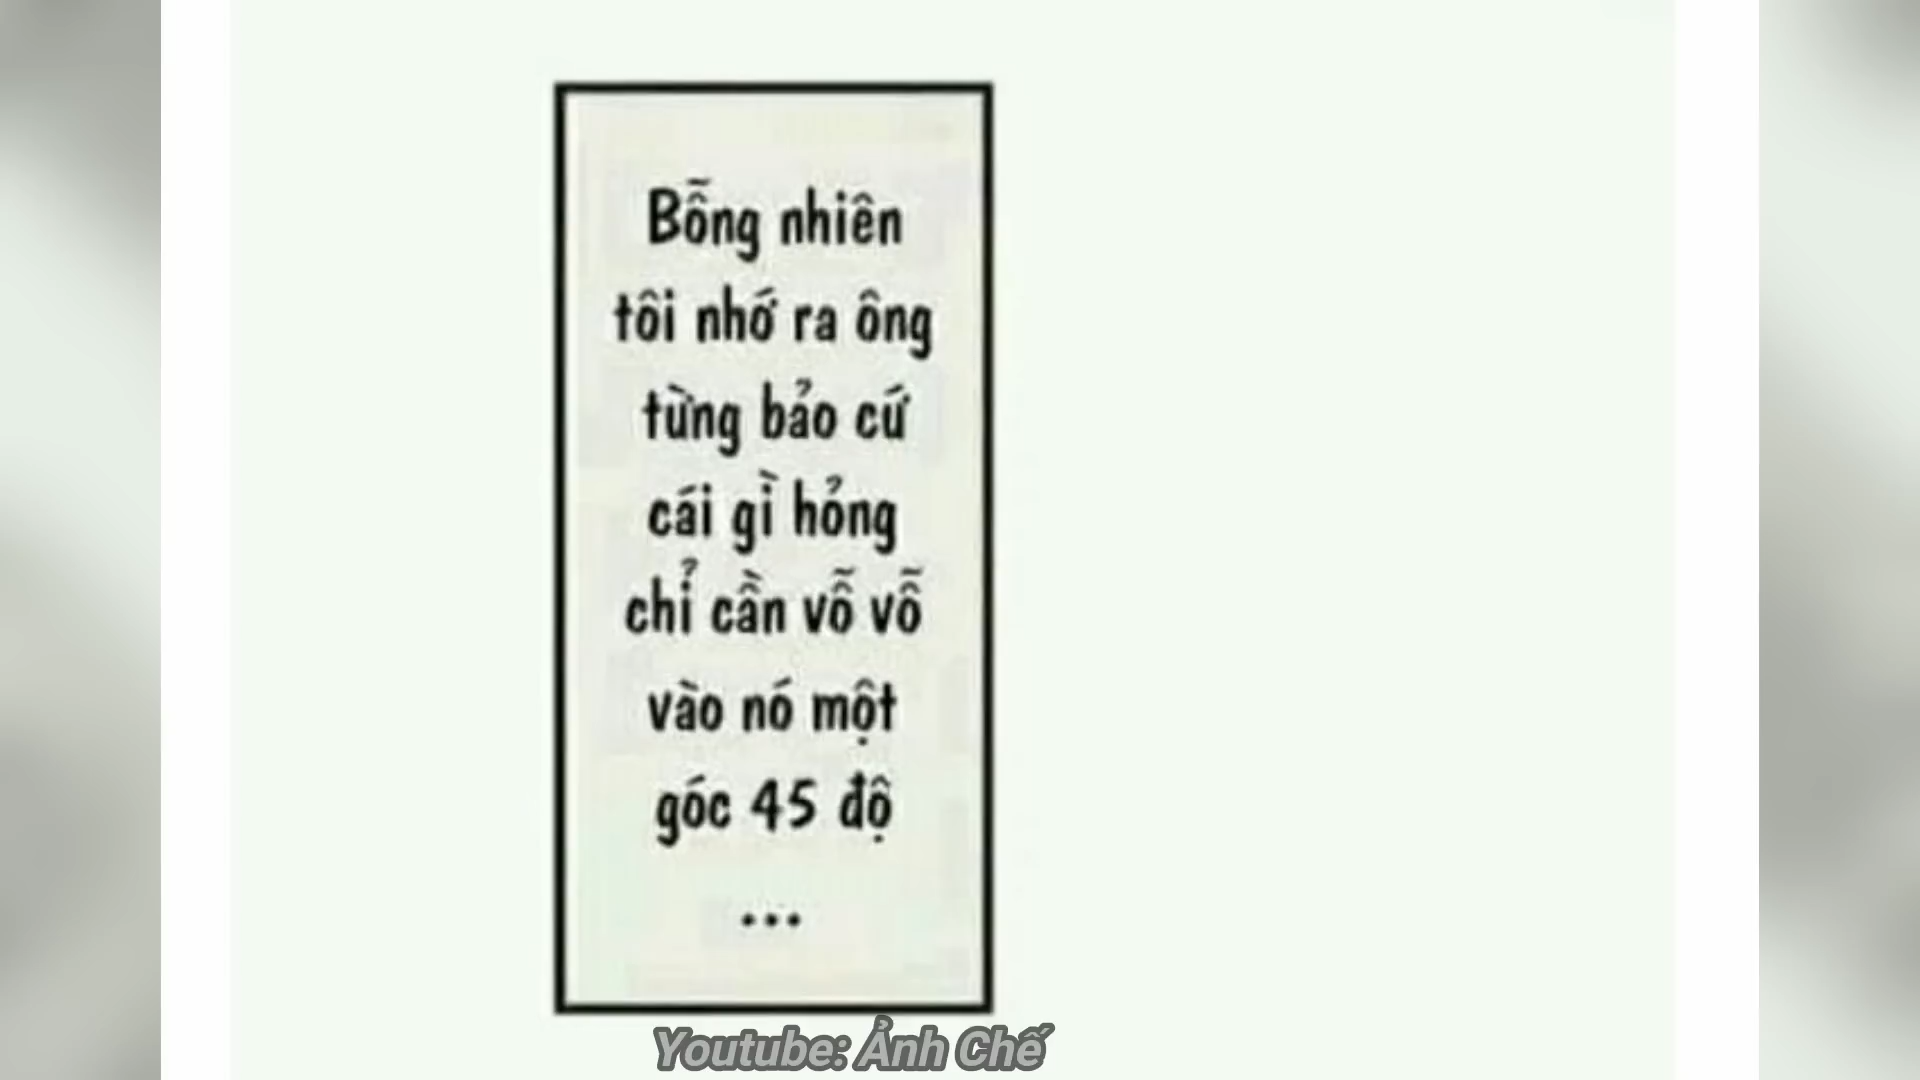 Bỗng nhiên
tôi nhớ ra ông
từng bảo cứ
cái gì hỏng
chỉ cần vỗ vỗ
vào nó một
góc 45 độ
...
Youtube: Ảnh Chế